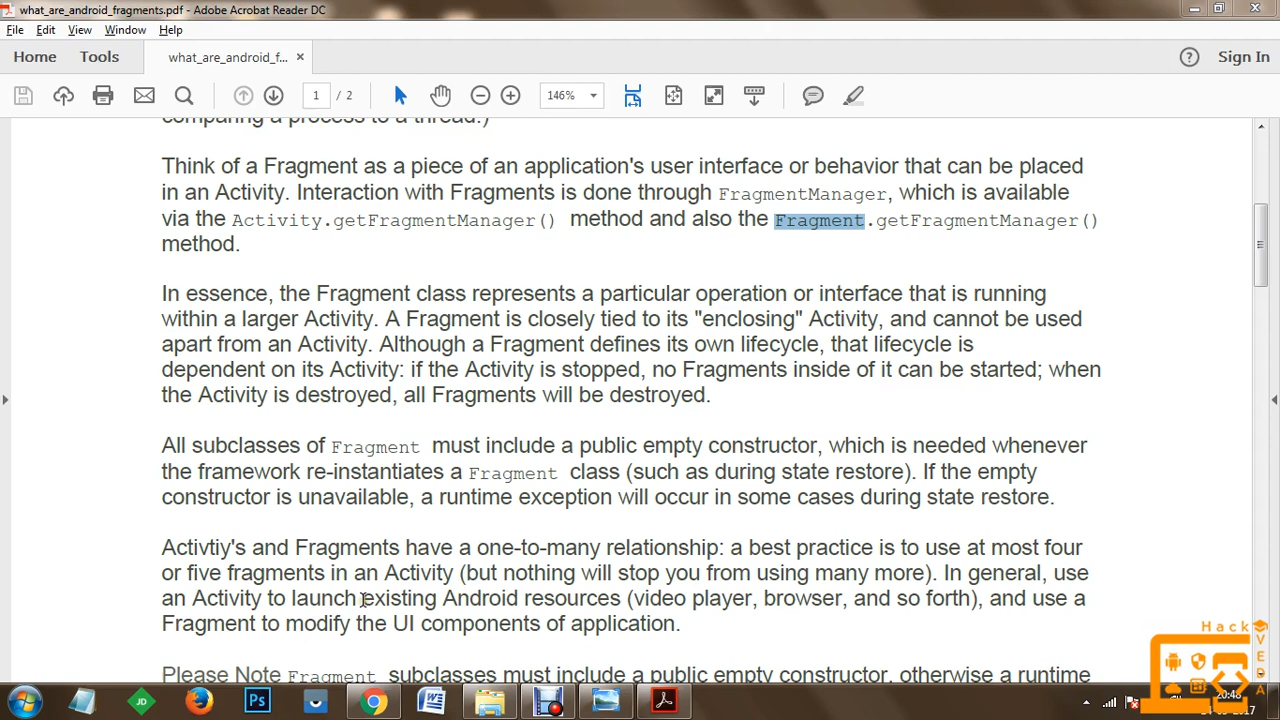 what_are_android_fragments.pdf - Adobe Acrobat Reader DC
File Edit View Window Help
Home Tools what_are_android_f... × Sign In
1 / 2 146%
comparing a process to a thread.)
Think of a Fragment as a piece of an application's user interface or behavior that can be placed
in an Activity. Interaction with Fragments is done through FragmentManager, which is available
via the Activity.getFragmentManager() method and also the Fragment.getFragmentManager()
method.
In essence, the Fragment class represents a particular operation or interface that is running
within a larger Activity. A Fragment is closely tied to its "enclosing" Activity, and cannot be used
apart from an Activity. Although a Fragment defines its own lifecycle, that lifecycle is
dependent on its Activity: if the Activity is stopped, no Fragments inside of it can be started; when
the Activity is destroyed, all Fragments will be destroyed.
All subclasses of Fragment must include a public empty constructor, which is needed whenever
the framework re-instantiates a Fragment class (such as during state restore). If the empty
constructor is unavailable, a runtime exception will occur in some cases during state restore.
Activtiy's and Fragments have a one-to-many relationship: a best practice is to use at most four
or five fragments in an Activity (but nothing will stop you from using many more). In general, use
an Activity to launch existing Android resources (video player, browser, and so forth), and use a
Fragment to modify the UI components of application.
Please Note Fragment subclasses must include a public empty constructor, otherwise a runtime
Hack
VEDA
JD Ps
20:48